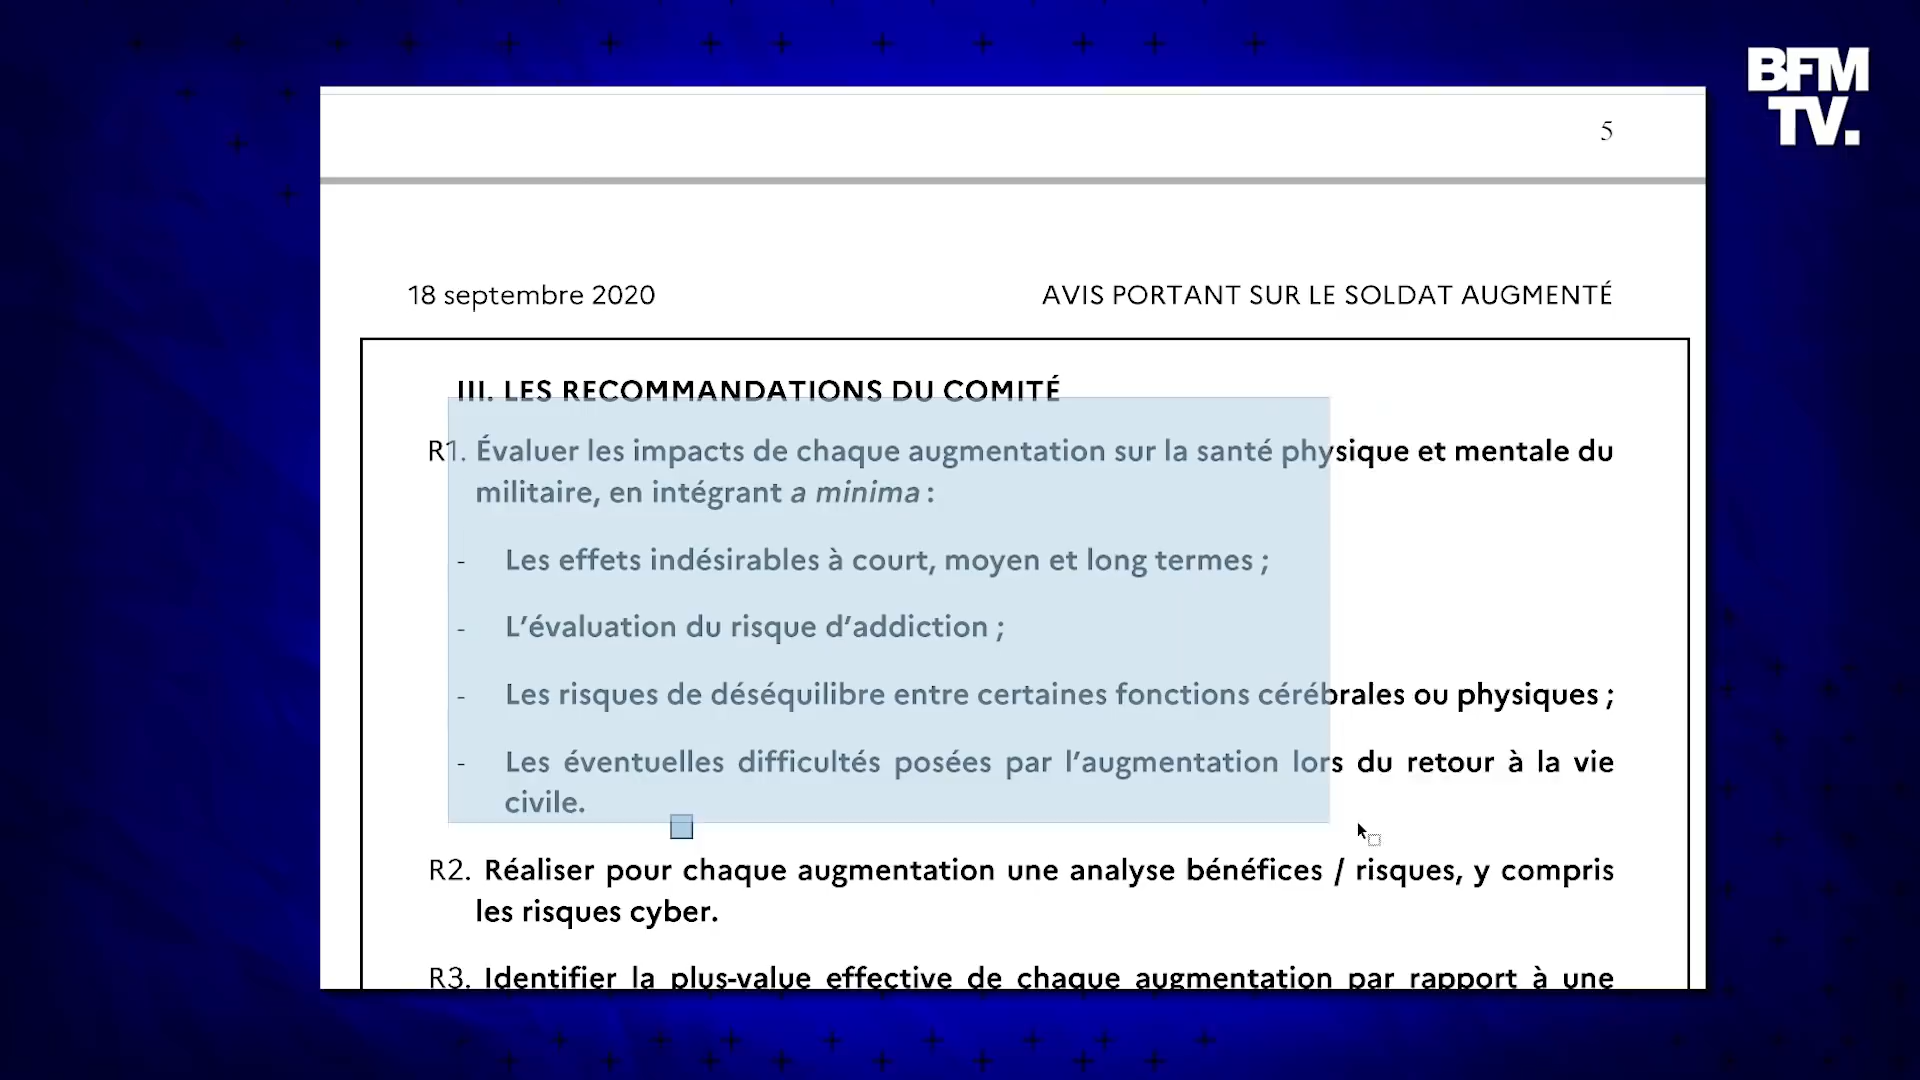 BFM
TV.
5
18 septembre 2020
AVIS PORTANT SUR LE SOLDAT AUGMENTÉ
III. LES RECOMMANDATIONS DU COMITÉ
R1. Évaluer les impacts de chaque augmentation sur la santé physique et mentale du
militaire, en intégrant a minima :
- Les effets indésirables à court, moyen et long termes ;
- L’évaluation du risque d’addiction ;
- Les risques de déséquilibre entre certaines fonctions cérébrales ou physiques ;
- Les éventuelles difficultés posées par l’augmentation lors du retour à la vie
civile.
R2. Réaliser pour chaque augmentation une analyse bénéfices / risques, y compris
les risques cyber.
R3. Identifier la plus-value effective de chaque augmentation par rapport à une